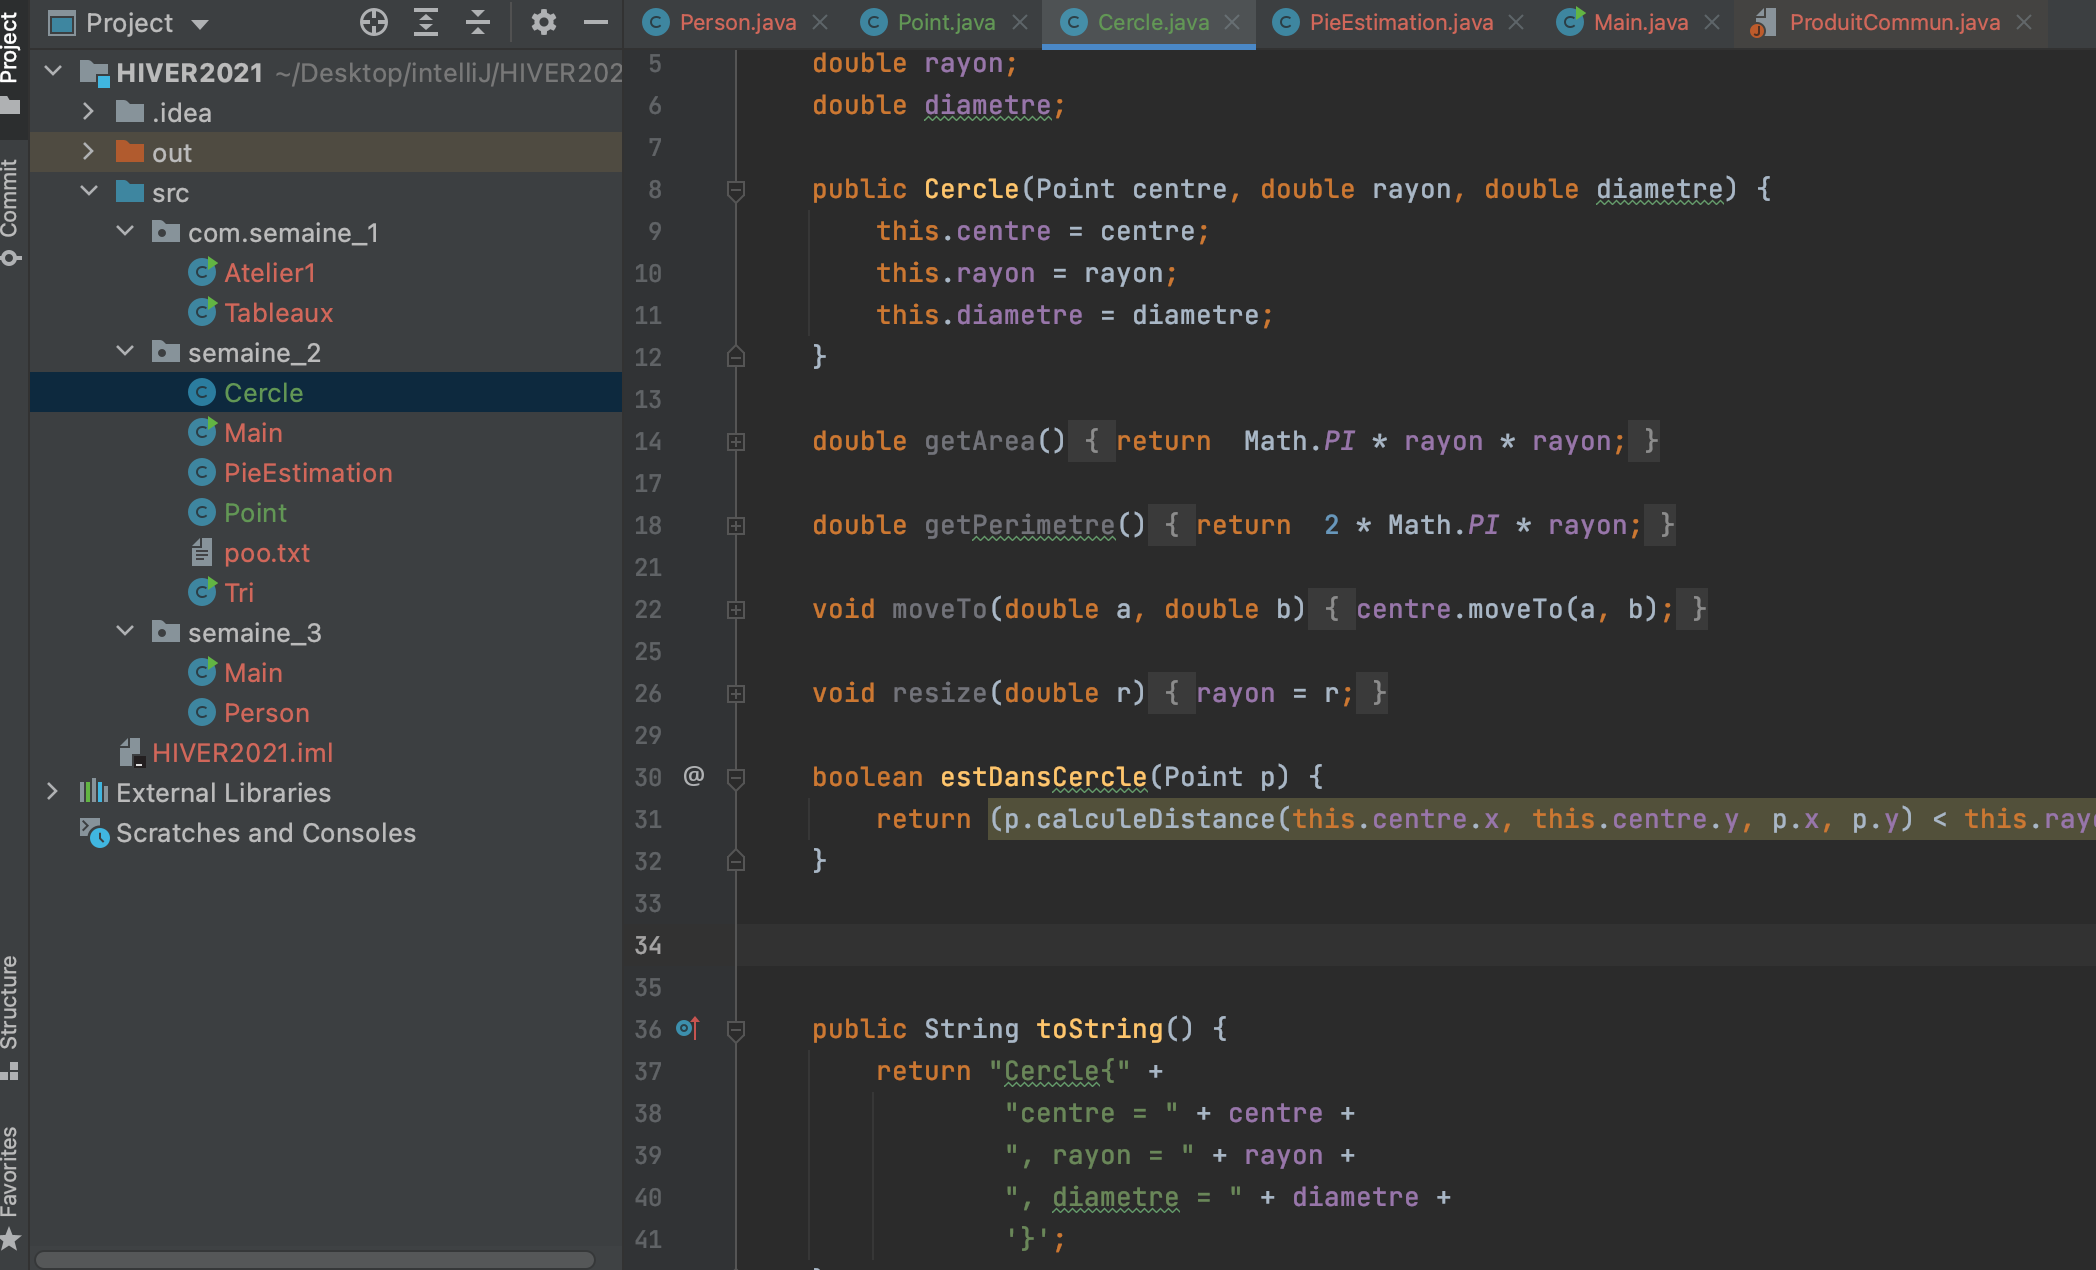 Project
Person.java
Point.java
Cercle.java
PieEstimation.java
Main.java
ProduitCommun.java
Project
Commit
Structure
Favorites
HIVER2021 ~/Desktop/intelliJ/HIVER202
.idea
out
src
com.semaine_1
Atelier1
Tableaux
semaine_2
Cercle
Main
PieEstimation
Point
poo.txt
Tri
semaine_3
Main
Person
HIVER2021.iml
External Libraries
Scratches and Consoles
5 double rayon;
6 double diametre;
7
8 public Cercle(Point centre, double rayon, double diametre) {
9 this.centre = centre;
10 this.rayon = rayon;
11 this.diametre = diametre;
12 }
13
14 double getArea() { return Math.PI * rayon * rayon; }
17
18 double getPerimetre() { return 2 * Math.PI * rayon; }
21
22 void moveTo(double a, double b) { centre.moveTo(a, b); }
25
26 void resize(double r) { rayon = r; }
29
30 @ boolean estDansCercle(Point p) {
31 return (p.calculeDistance(this.centre.x, this.centre.y, p.x, p.y) < this.rayo
32 }
33
34
35
36 public String toString() {
37 return "Cercle{" +
38 "centre = " + centre +
39 ", rayon = " + rayon +
40 ", diametre = " + diametre +
41 '}';